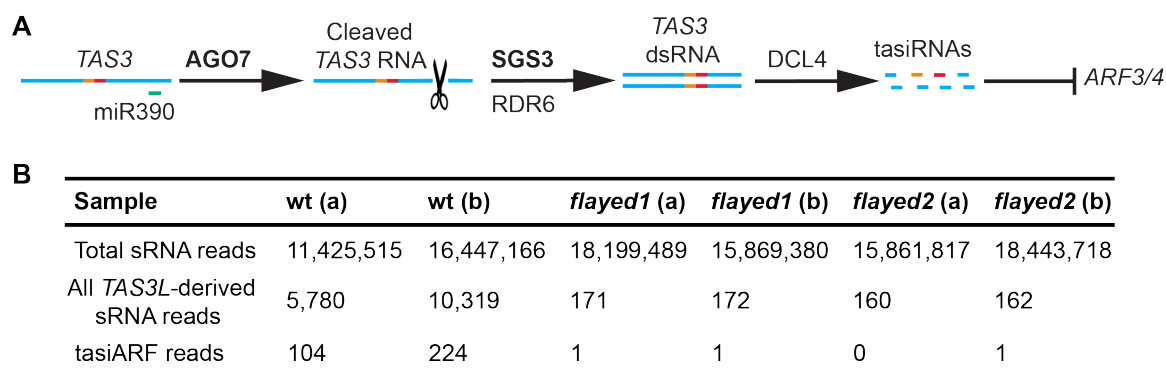 A
TAS3
AGO7
Cleaved
TAS3 RNA
SGS3
TAS3
dsRNA
DCL4
tasiRNAs
ARF3/4
miR390
RDR6
B
Sample wt (a) wt (b) flayed1 (a) flayed1 (b) flayed2 (a) flayed2 (b)
Total sRNA reads 11,425,515 16,447,166 18,199,489 15,869,380 15,861,817 18,443,718
All TAS3L-derived
sRNA reads 5,780 10,319 171 172 160 162
tasiARF reads 104 224 1 1 0 1